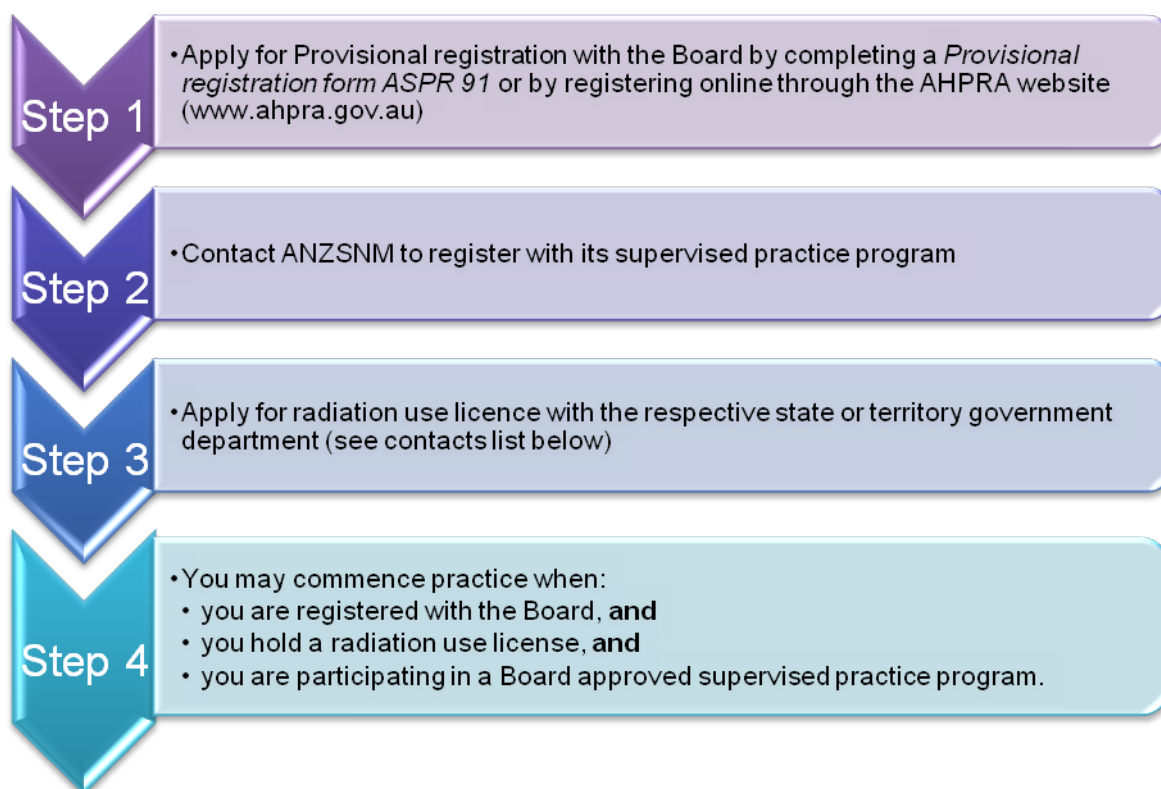 Step 1
•Apply for Provisional registration with the Board by completing a Provisional
registration form ASPR 91 or by registering online through the AHPRA website
(www.ahpra.gov.au)
Step 2
•Contact ANZSNM to register with its supervised practice program
Step 3
•Apply for radiation use licence with the respective state or territory government
department (see contacts list below)
Step 4
•You may commence practice when:
• you are registered with the Board, and
• you hold a radiation use license, and
• you are participating in a Board approved supervised practice program.